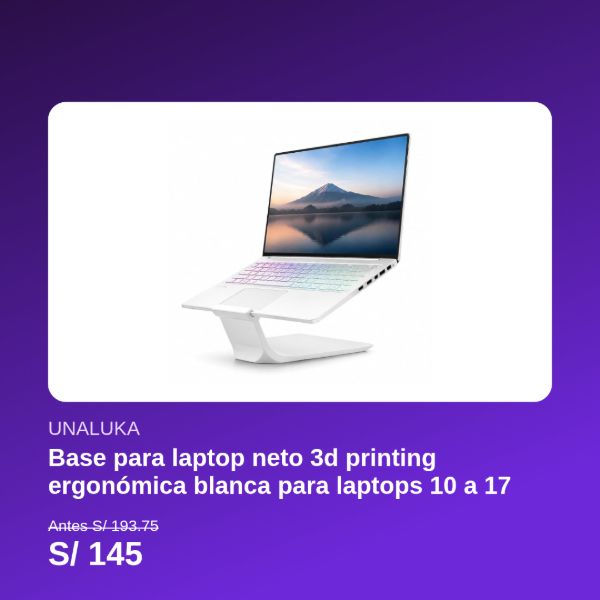 UNALUKA
Base para laptop neto 3d printing
ergonómica blanca para laptops 10 a 17
Antes S/ 193.75
S/ 145